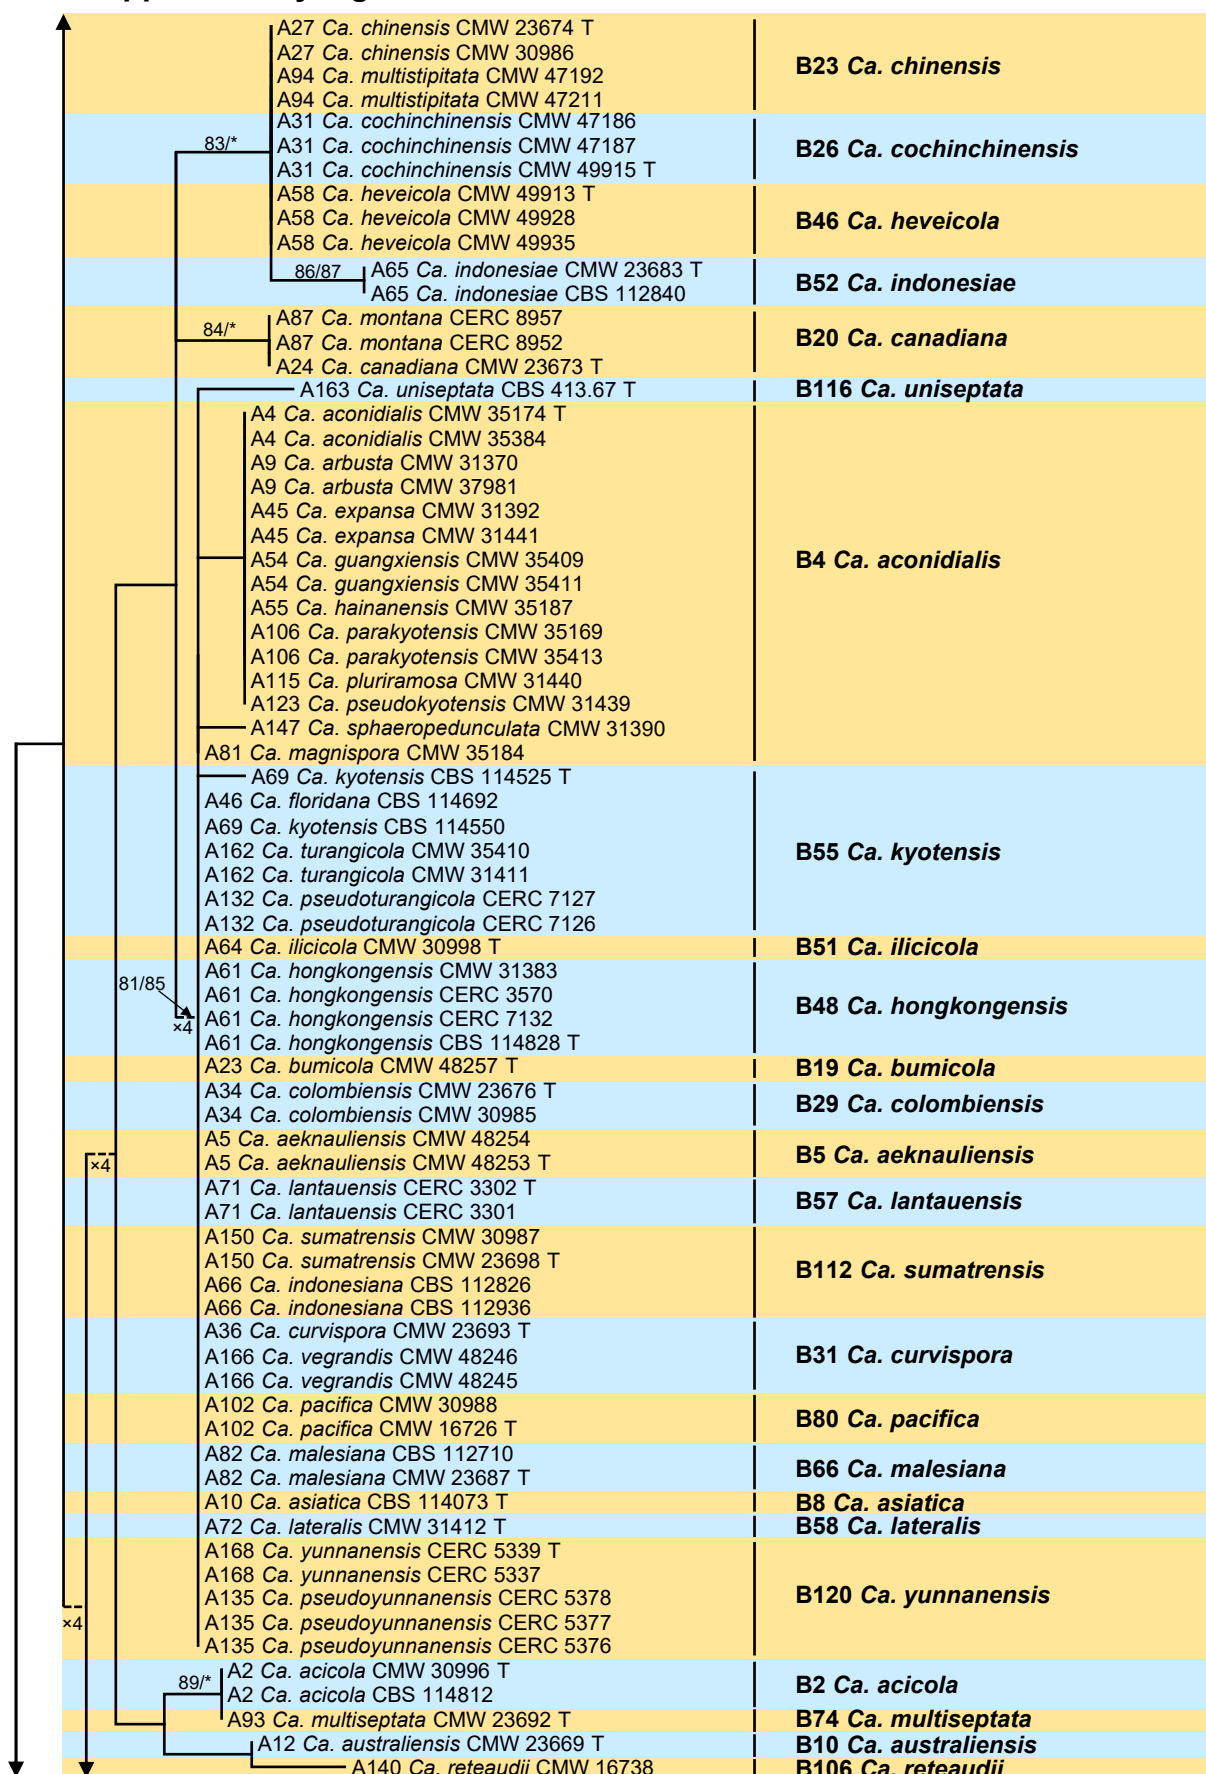 A27 Ca. chinensis CMW 23674 T
A27 Ca. chinensis CMW 30986
B23 Ca. chinensis
A94 Ca. multistipitata CMW 47192
A94 Ca. multistipitata CMW 47211
A31 Ca. cochinchinensis CMW 47186
83/*
A31 Ca. cochinchinensis CMW 47187
B26 Ca. cochinchinensis
A31 Ca. cochinchinensis CMW 49915 T
A58 Ca. heveicola CMW 49913 T
A58 Ca. heveicola CMW 49928
B46 Ca. heveicola
A58 Ca. heveicola CMW 49935
86/87
A65 Ca. indonesiae CMW 23683 T
B52 Ca. indonesiae
A65 Ca. indonesiae CBS 112840
A87 Ca. montana CERC 8957
84/*
A87 Ca. montana CERC 8952
B20 Ca. canadiana
A24 Ca. canadiana CMW 23673 T
A163 Ca. uniseptata CBS 413.67 T
B116 Ca. uniseptata
A4 Ca. aconidialis CMW 35174 T
A4 Ca. aconidialis CMW 35384
A9 Ca. arbusta CMW 31370
A9 Ca. arbusta CMW 37981
A45 Ca. expansa CMW 31392
A45 Ca. expansa CMW 31441
A54 Ca. guangxiensis CMW 35409
B4 Ca. aconidialis
A54 Ca. guangxiensis CMW 35411
A55 Ca. hainanensis CMW 35187
A106 Ca. parakyotensis CMW 35169
A106 Ca. parakyotensis CMW 35413
A115 Ca. pluriramosa CMW 31440
A123 Ca. pseudokyotensis CMW 31439
A147 Ca. sphaeropedunculata CMW 31390
A81 Ca. magnispora CMW 35184
A69 Ca. kyotensis CBS 114525 T
A46 Ca. floridana CBS 114692
A69 Ca. kyotensis CBS 114550
A162 Ca. turangicola CMW 35410
B55 Ca. kyotensis
A162 Ca. turangicola CMW 31411
A132 Ca. pseudoturangicola CERC 7127
A132 Ca. pseudoturangicola CERC 7126
A64 Ca. ilicicola CMW 30998 T
B51 Ca. ilicicola
A61 Ca. hongkongensis CMW 31383
81/85
A61 Ca. hongkongensis CERC 3570
B48 Ca. hongkongensis
A61 Ca. hongkongensis CERC 7132
×4
A61 Ca. hongkongensis CBS 114828 T
A23 Ca. bumicola CMW 48257 T
B19 Ca. bumicola
A34 Ca. colombiensis CMW 23676 T
B29 Ca. colombiensis
A34 Ca. colombiensis CMW 30985
A5 Ca. aeknauliensis CMW 48254
B5 Ca. aeknauliensis
×4
A5 Ca. aeknauliensis CMW 48253 T
A71 Ca. lantauensis CERC 3302 T
B57 Ca. lantauensis
A71 Ca. lantauensis CERC 3301
A150 Ca. sumatrensis CMW 30987
A150 Ca. sumatrensis CMW 23698 T
B112 Ca. sumatrensis
A66 Ca. indonesiana CBS 112826
A66 Ca. indonesiana CBS 112936
A36 Ca. curvispora CMW 23693 T
A166 Ca. vegrandis CMW 48246
B31 Ca. curvispora
A166 Ca. vegrandis CMW 48245
A102 Ca. pacifica CMW 30988
B80 Ca. pacifica
A102 Ca. pacifica CMW 16726 T
A82 Ca. malesiana CBS 112710
B66 Ca. malesiana
A82 Ca. malesiana CMW 23687 T
A10 Ca. asiatica CBS 114073 T
B8 Ca. asiatica
A72 Ca. lateralis CMW 31412 T
B58 Ca. lateralis
A168 Ca. yunnanensis CERC 5339 T
A168 Ca. yunnanensis CERC 5337
B120 Ca. yunnanensis
A135 Ca. pseudoyunnanensis CERC 5378
×4
A135 Ca. pseudoyunnanensis CERC 5377
A135 Ca. pseudoyunnanensis CERC 5376
A2 Ca. acicola CMW 30996 T
89/*
B2 Ca. acicola
A2 Ca. acicola CBS 114812
A93 Ca. multiseptata CMW 23692 T
B74 Ca. multiseptata
A12 Ca. australiensis CMW 23669 T
B10 Ca. australiensis
A140 Ca. reteaudii CMW 16738
B106 Ca. reteaudii